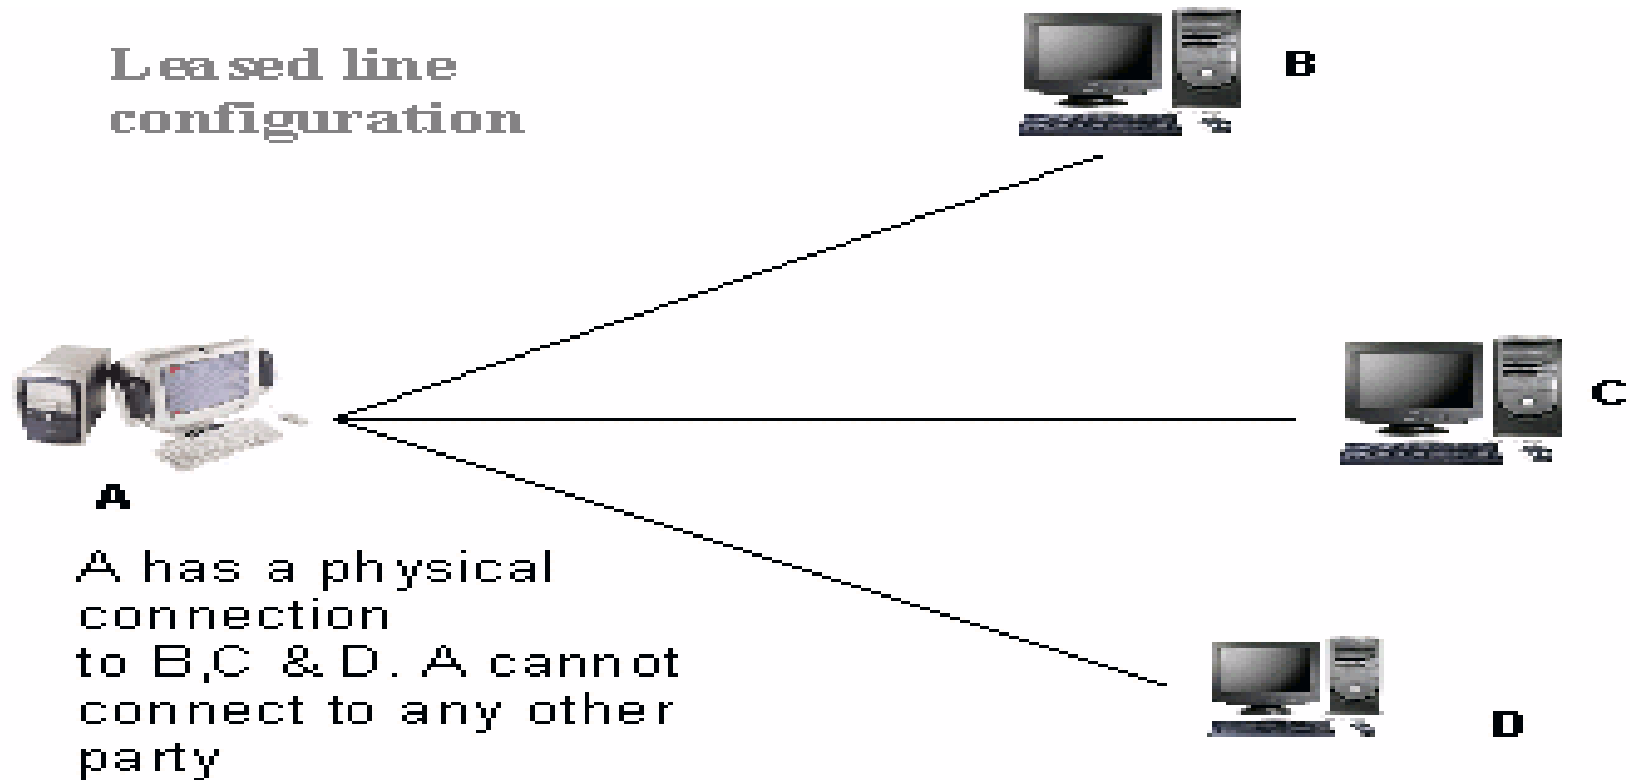 Leased line
configuration
B
C
A
A has a physical
connection
to B,C & D. A cannot
connect to any other
party
D